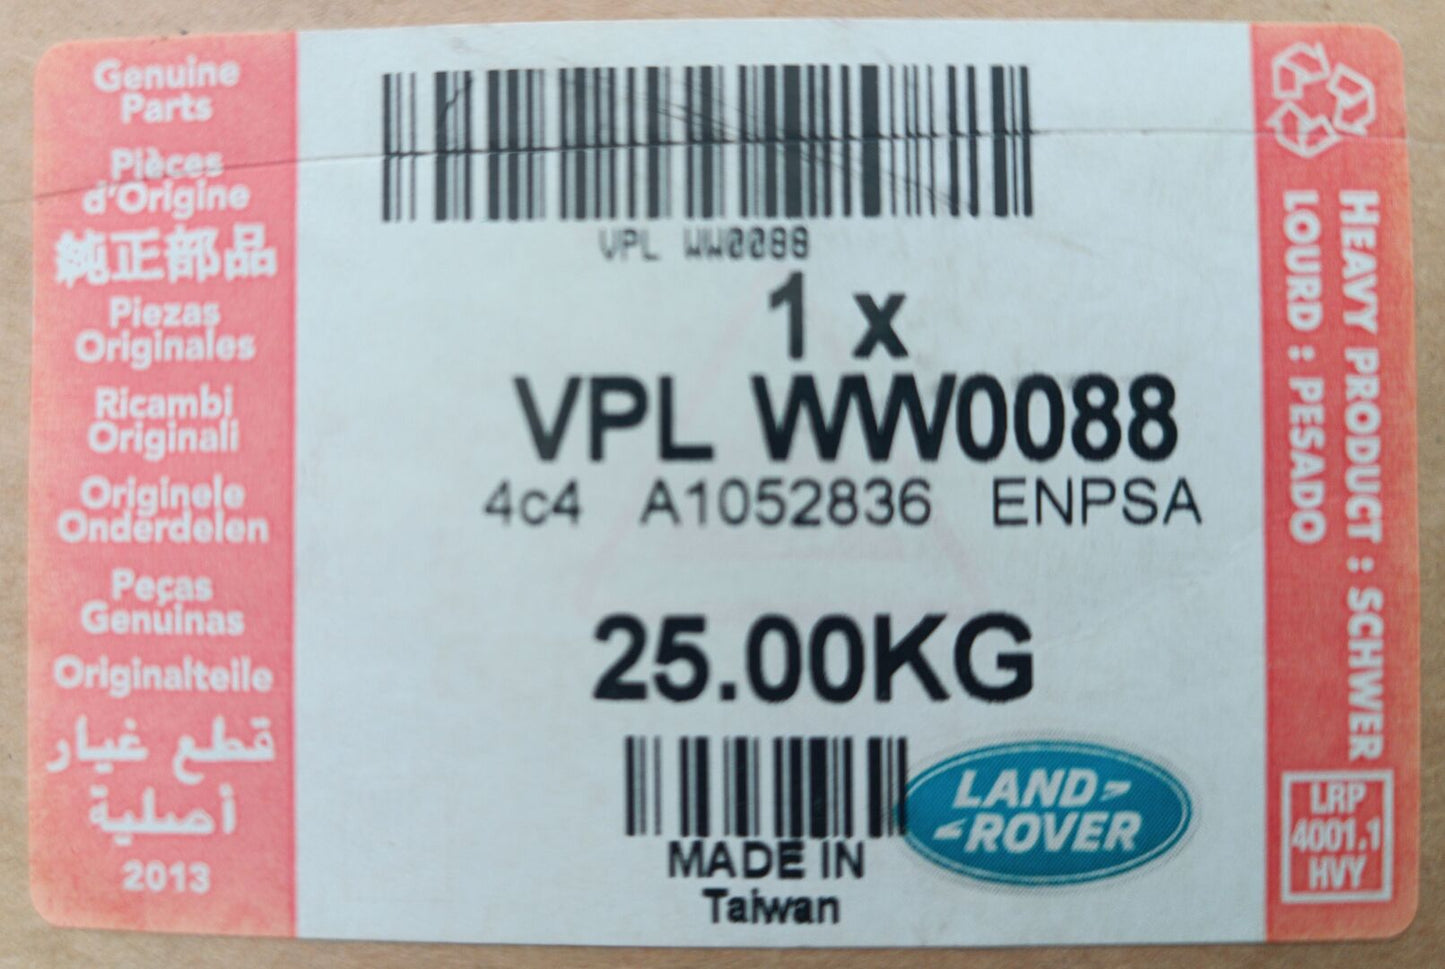 Genuine
Parts
Pièces
d'Origine
純正部品
Piezas
Originales
Ricambi
Originali
Originele
Onderdelen
Peças
Genuínas
Originalteile
قطع غيار
أصلية
2013
VPL WW0088
1 x
VPL WW0088
4c4 A1052836 ENPSA
25.00KG
MADE IN
Taiwan
LAND
ROVER
HEAVY PRODUCT : SCHWER
LOURD : PESADO
LRP
4001.1
HVY